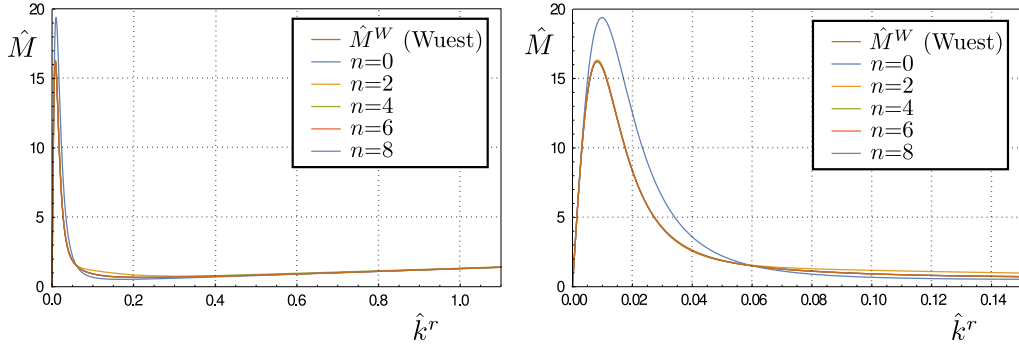 20
15
10
5
0
M̂
M̂^W (Wuest)
n=0
n=2
n=4
n=6
n=8
0.0 0.2 0.4 0.6 0.8 1.0
k̂^r
20
15
10
5
0
M̂
M̂^W (Wuest)
n=0
n=2
n=4
n=6
n=8
0.00 0.02 0.04 0.06 0.08 0.10 0.12 0.14
k̂^r